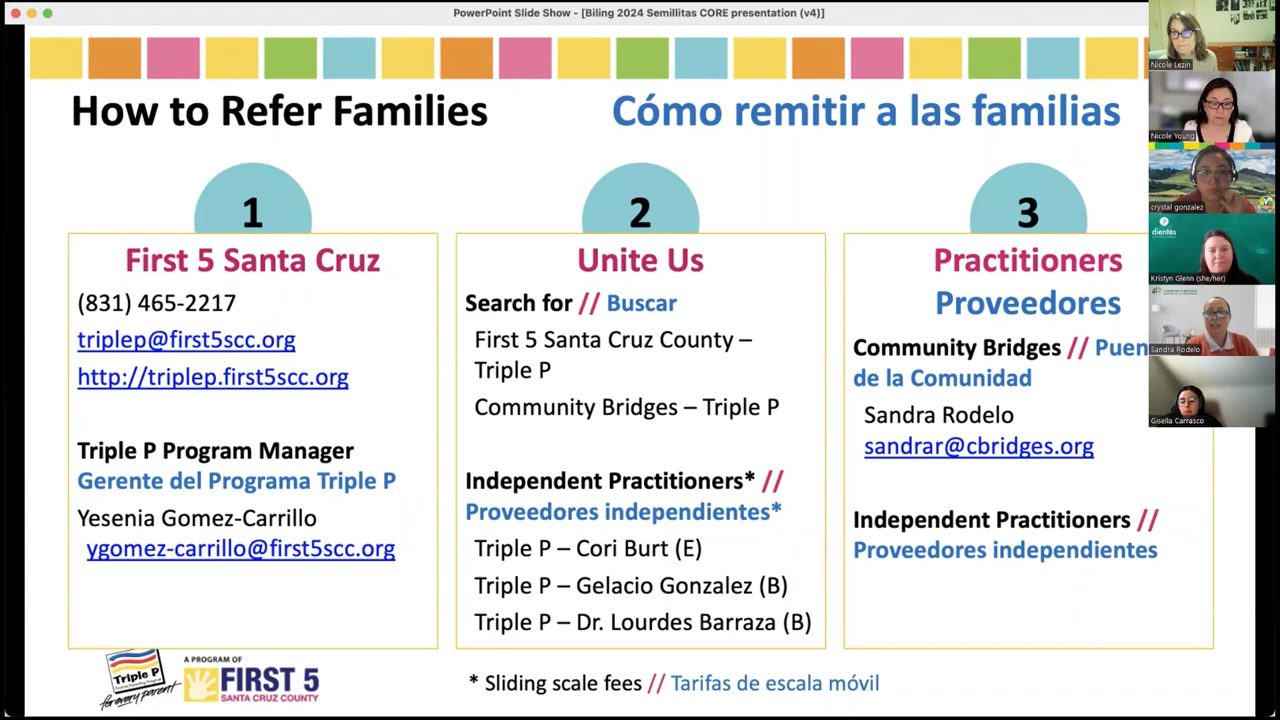 PowerPoint Slide Show - [Biling 2024 Semillitas CORE presentation (v4)]
How to Refer Families
Cómo remitir a las familias
1
First 5 Santa Cruz
(831) 465-2217
triplep@first5scc.org
http://triplep.first5scc.org
Triple P Program Manager
Gerente del Programa Triple P
Yesenia Gomez-Carrillo
ygomez-carrillo@first5scc.org
2
Unite Us
Search for // Buscar
First 5 Santa Cruz County –
Triple P
Community Bridges – Triple P
Independent Practitioners* //
Proveedores independientes*
Triple P – Cori Burt (E)
Triple P – Gelacio Gonzalez (B)
Triple P – Dr. Lourdes Barraza (B)
3
Practitioners
Proveedores
Community Bridges // Puen
de la Comunidad
Sandra Rodelo
sandrar@cbridges.org
Independent Practitioners //
Proveedores independientes
Triple P
for every parent
A PROGRAM OF
FIRST 5
SANTA CRUZ COUNTY
* Sliding scale fees // Tarifas de escala móvil
Nicole Lezin
Nicole Young
crystal gonzalez
dientes
Kristyn Glenn (she/her)
Sandra Rodelo
Gisella Carrasco